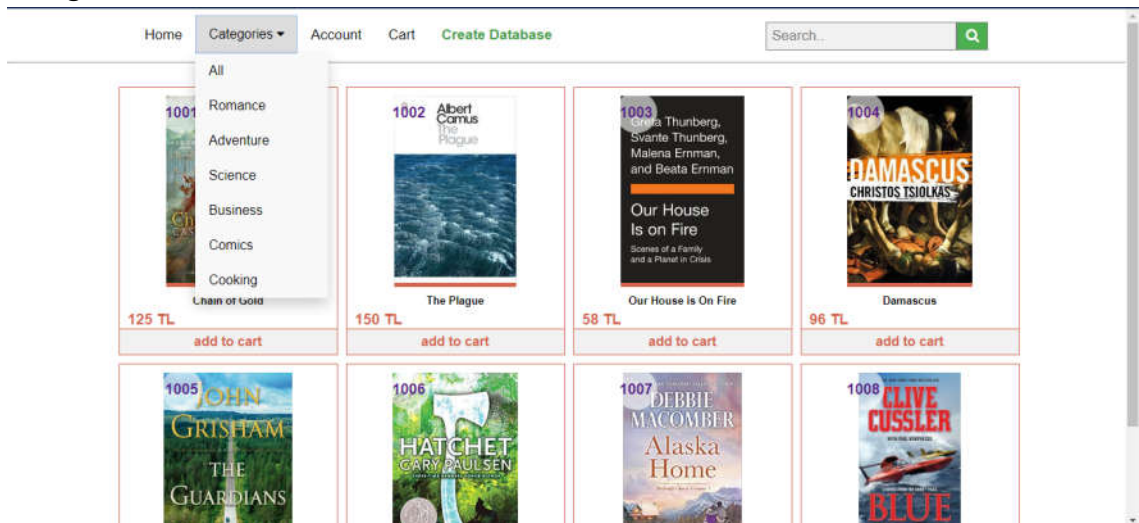 Home Categories Account Cart Create Database Search...
All
Romance
Adventure
Science
Business
Comics
Cooking
1001
Chain of Gold
125 TL
add to cart
1002
Albert
Camus
The
Plague
The Plague
150 TL
add to cart
1003
Greta Thunberg,
Svante Thunberg,
Malena Ernman,
and Beata Ernman
Our House
Is on Fire
Scenes of a Family
and a Planet in Crisis
Our House Is On Fire
58 TL
add to cart
1004
DAMASCUS
CHRISTOS TSIOLKAS
Damascus
96 TL
add to cart
1005
JOHN
GRISHAM
THE
GUARDIANS
1006
HATCHET
GARY PAULSEN
1007
DEBBIE
MACOMBER
Alaska
Home
1008
CLIVE
CUSSLER
BLUE